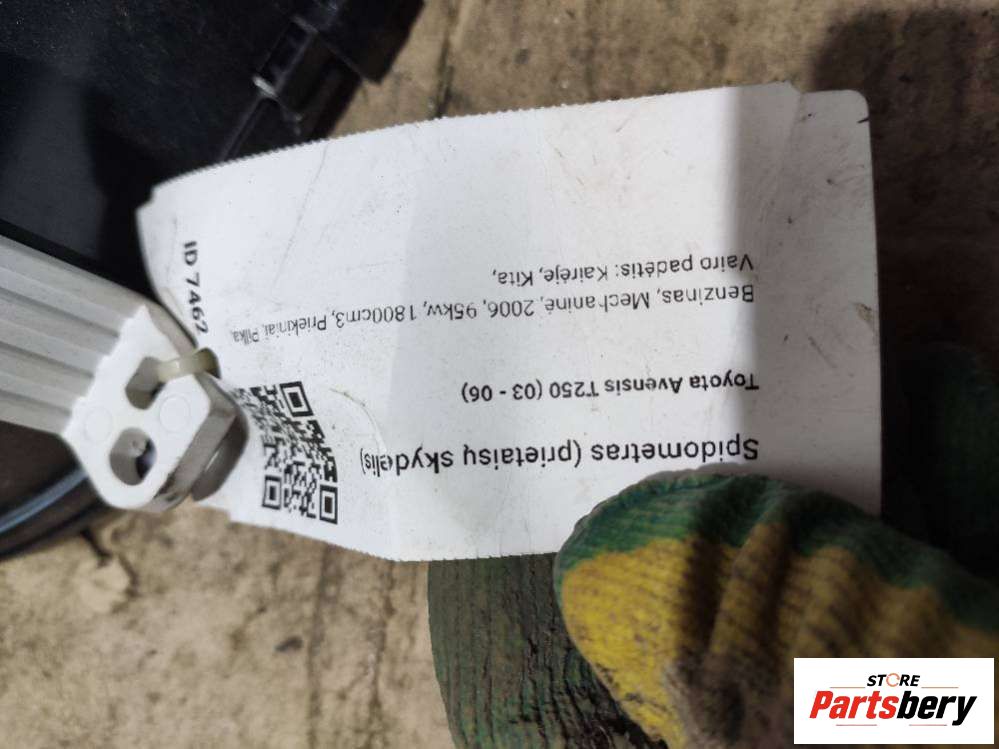 Spidometras (prietaisų skydelis)
Toyota Avensis T250 (03 - 06)
Benzinas, Mechaninė, 2006, 95kw, 1800cm3, Priekiniai, Pilka,
Vairo padėtis: Kairėje, Kita,
ID 7462
STORE
Partsbery